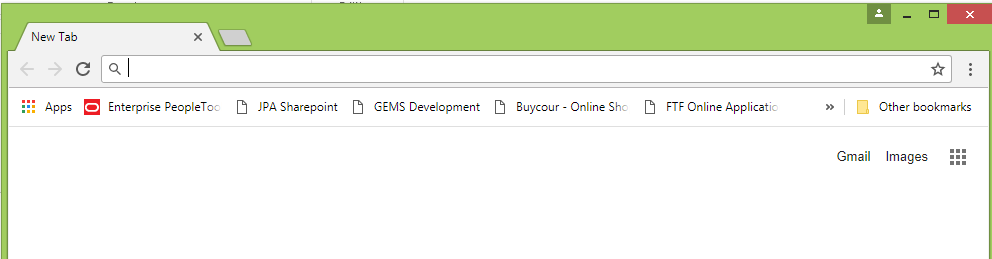 New Tab
Apps Enterprise PeopleToo JPA Sharepoint GEMS Development Buycour - Online Sho FTF Online Applicatio » Other bookmarks
Gmail Images